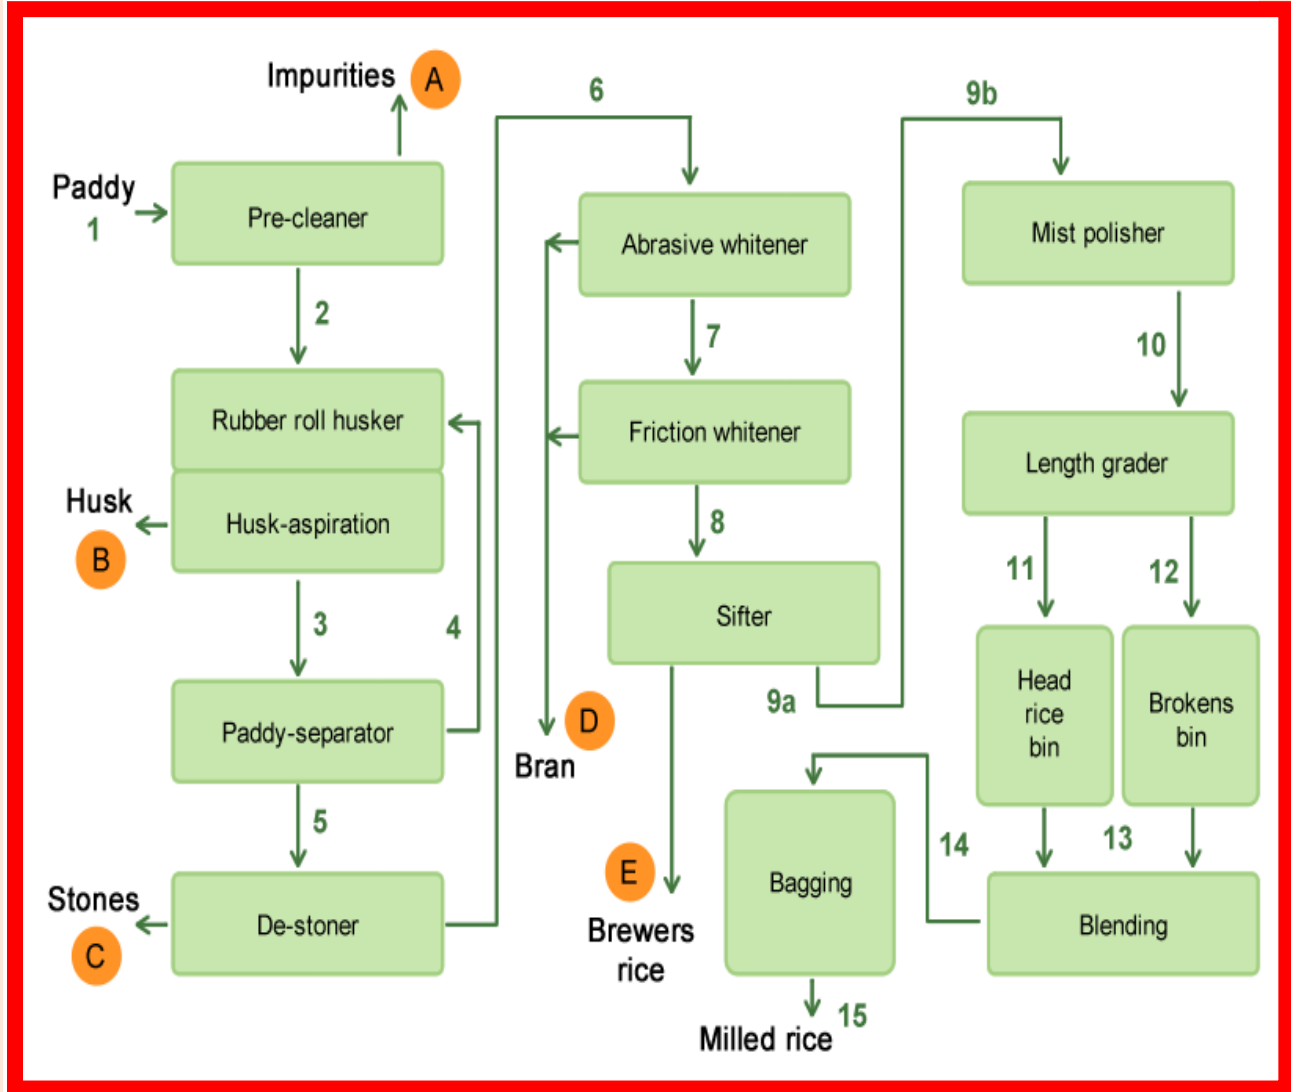 Impurities
A
Paddy
1
Pre-cleaner
2
Rubber roll husker
Husk-aspiration
Husk
B
3
4
Paddy-separator
5
Stones
C
De-stoner
6
Abrasive whitener
7
Friction whitener
8
Sifter
D
Bran
E
Brewers
rice
9a
9b
Mist polisher
10
Length grader
11
12
Head
rice
bin
Brokens
bin
13
Blending
14
Bagging
15
Milled rice